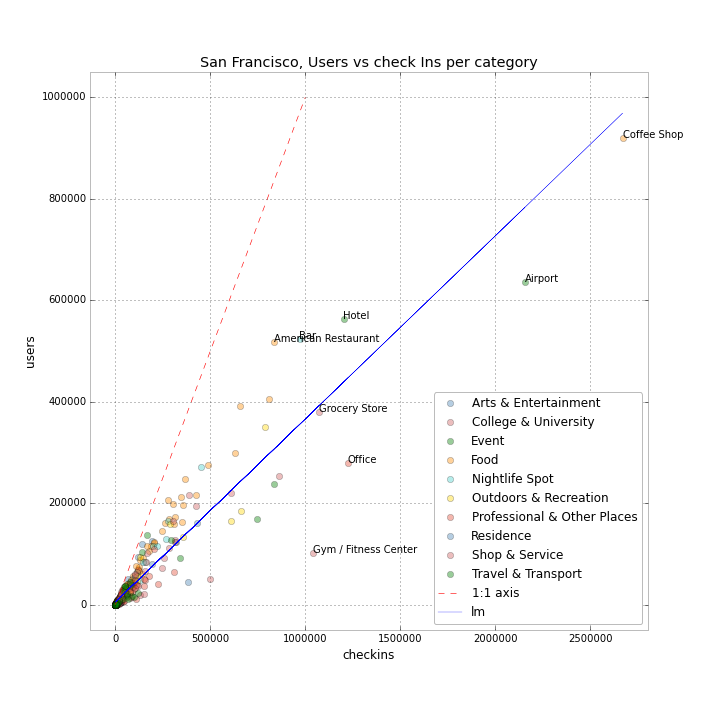 San Francisco, Users vs check Ins per category
1000000
800000
600000
400000
200000
0
users
Coffee Shop
Airport
Hotel
Bar
American Restaurant
Grocery Store
Office
Gym / Fitness Center
Arts & Entertainment
College & University
Event
Food
Nightlife Spot
Outdoors & Recreation
Professional & Other Places
Residence
Shop & Service
Travel & Transport
1:1 axis
lm
0 500000 1000000 1500000 2000000 2500000
checkins